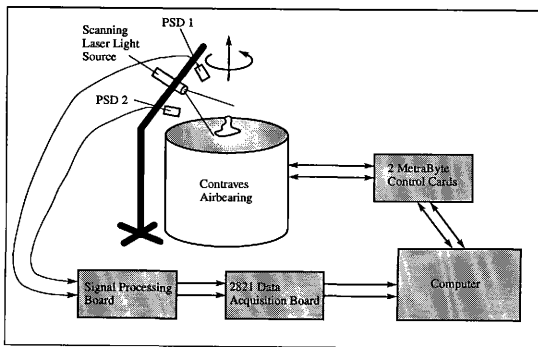 PSD 1
Scanning
Laser Light
Source
PSD 2
Contraves
Airbearing
2 MetraByte
Control Cards
Signal Processing
Board
2821 Data
Acquisition Board
Computer